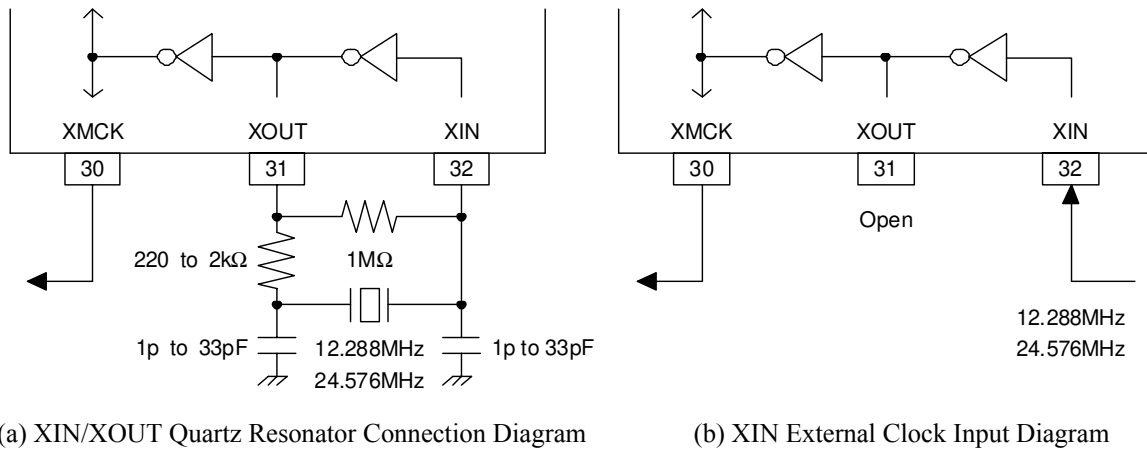 XMCK XOUT XIN
30 31 32
220 to 2kΩ 1MΩ
1p to 33pF 12.288MHz 1p to 33pF
24.576MHz
(a) XIN/XOUT Quartz Resonator Connection Diagram
XMCK XOUT XIN
30 31 32
Open
12.288MHz
24.576MHz
(b) XIN External Clock Input Diagram